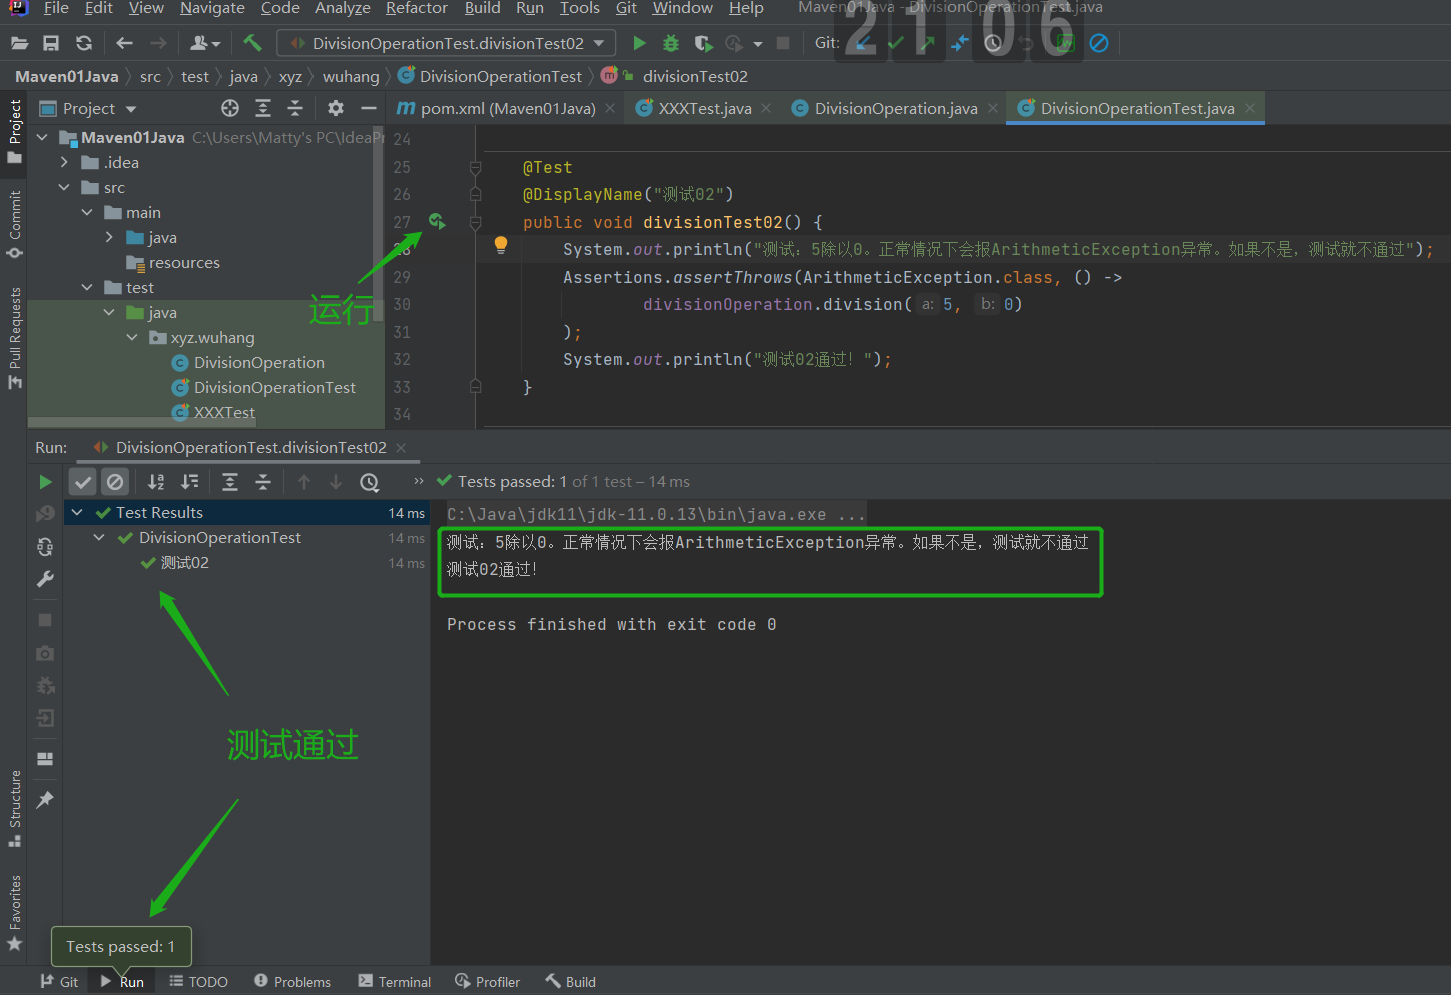 File Edit View Navigate Code Analyze Refactor Build Run Tools Git Window Help Maven01Java - DivisionOperationTest.java
21 06
DivisionOperationTest.divisionTest02 Git:
Maven01Java src test java xyz wuhang DivisionOperationTest divisionTest02
Project pom.xml (Maven01Java) XXXTest.java DivisionOperation.java DivisionOperationTest.java
Project
Commit
Pull Requests
Structure
Favorites
Maven01Java C:\Users\Matty's PC\IdeaPr
.idea
src
main
java
resources
test
java
xyz.wuhang
DivisionOperation
DivisionOperationTest
XXXTest
24
25 @Test
26 @DisplayName("测试02")
27 public void divisionTest02() {
28 System.out.println("测试：5除以0。正常情况下会报ArithmeticException异常。如果不是，测试就不通过");
29 Assertions.assertThrows(ArithmeticException.class, () ->
30 divisionOperation.division( a: 5, b: 0)
31 );
32 System.out.println("测试02通过！");
33 }
34
运行
Run: DivisionOperationTest.divisionTest02
Tests passed: 1 of 1 test – 14 ms
Test Results 14 ms
DivisionOperationTest 14 ms
测试02 14 ms
C:\Java\jdk11\jdk-11.0.13\bin\java.exe ...
测试：5除以0。正常情况下会报ArithmeticException异常。如果不是，测试就不通过
测试02通过！
Process finished with exit code 0
测试通过
Tests passed: 1
Git Run TODO Problems Terminal Profiler Build